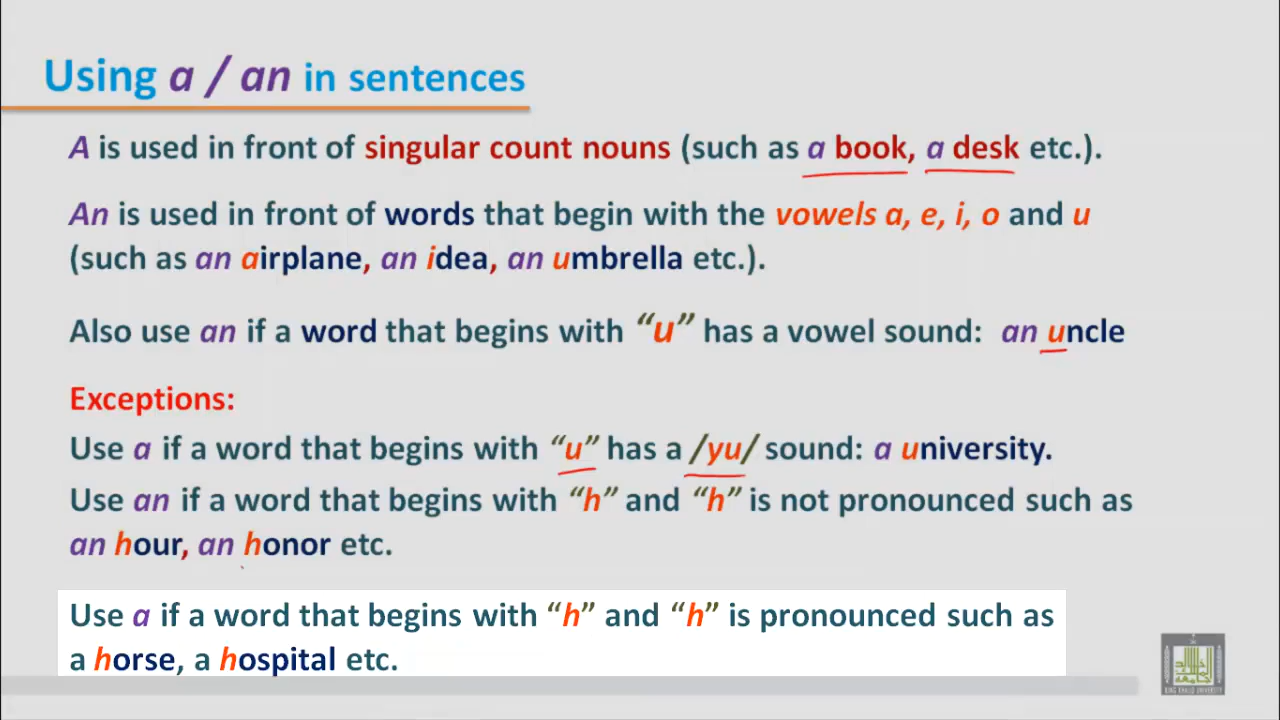 Using a / an in sentences
A is used in front of singular count nouns (such as a book, a desk etc.).
An is used in front of words that begin with the vowels a, e, i, o and u
(such as an airplane, an idea, an umbrella etc.).
Also use an if a word that begins with “u” has a vowel sound: an uncle
Exceptions:
Use a if a word that begins with “u” has a /yu/ sound: a university.
Use an if a word that begins with “h” and “h” is not pronounced such as
an hour, an honor etc.
Use a if a word that begins with “h” and “h” is pronounced such as
a horse, a hospital etc.
KING KHALID UNIVERSITY